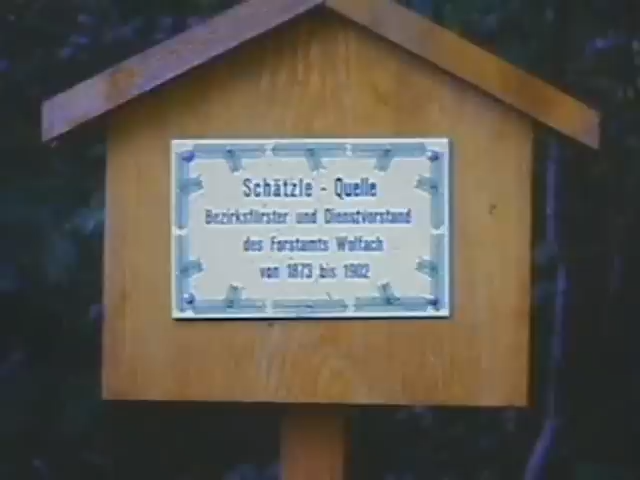 Schätzle - Quelle
Bezirksförster und Dienstvorstand
des Forstamts Wolfach
von 1873 bis 1902